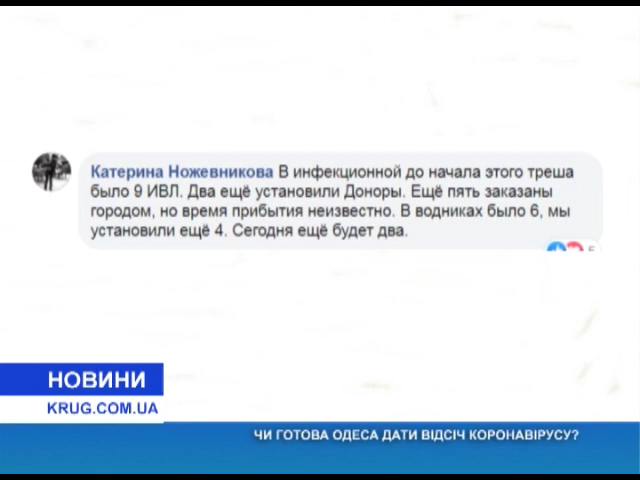 Катерина Ножевникова В инфекционной до начала этого треша
было 9 ИВЛ. Два ещё установили Доноры. Ещё пять заказаны
городом, но время прибытия неизвестно. В водниках было 6, мы
установили ещё 4. Сегодня ещё будет два.
5
НОВИНИ
KRUG.COM.UA
ЧИ ГОТОВА ОДЕСА ДАТИ ВІДСІЧ КОРОНАВІРУСУ?